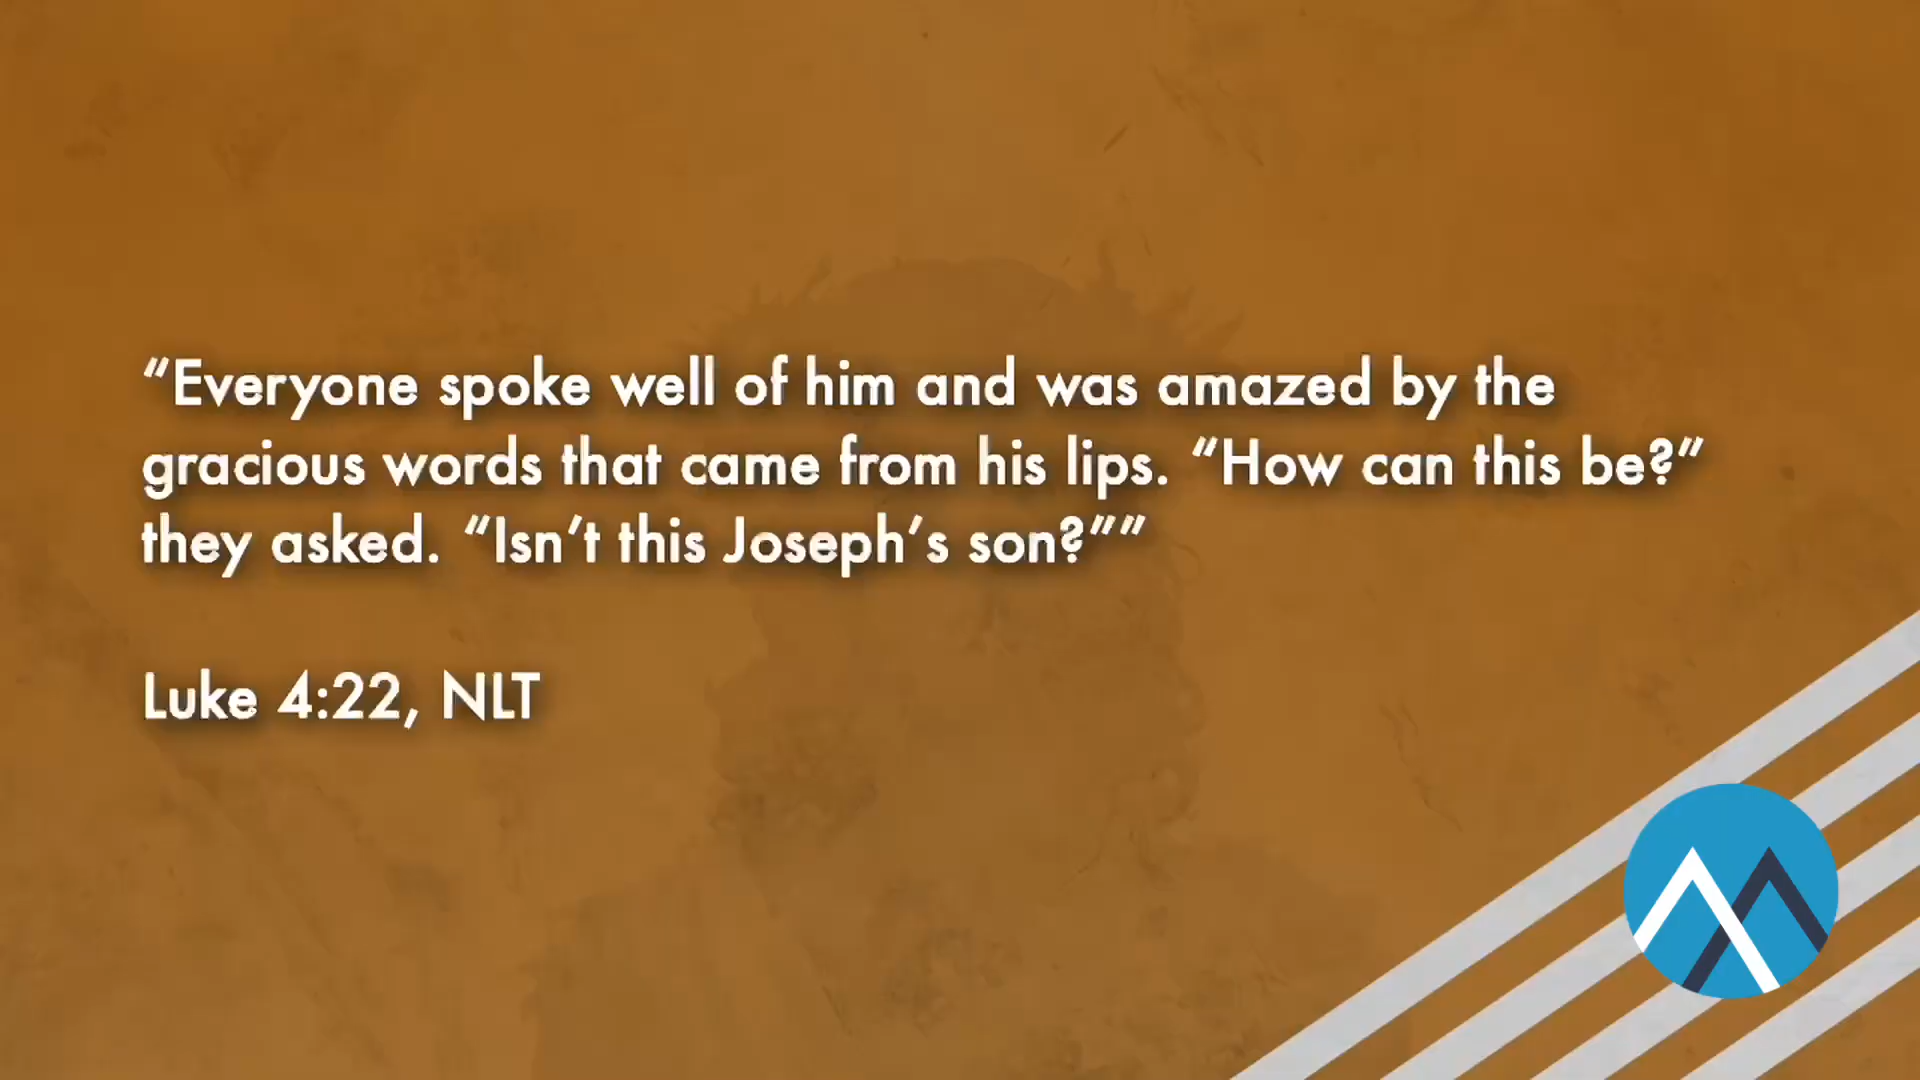 “Everyone spoke well of him and was amazed by the
gracious words that came from his lips. “How can this be?”
they asked. “Isn’t this Joseph’s son?””
Luke 4:22, NLT